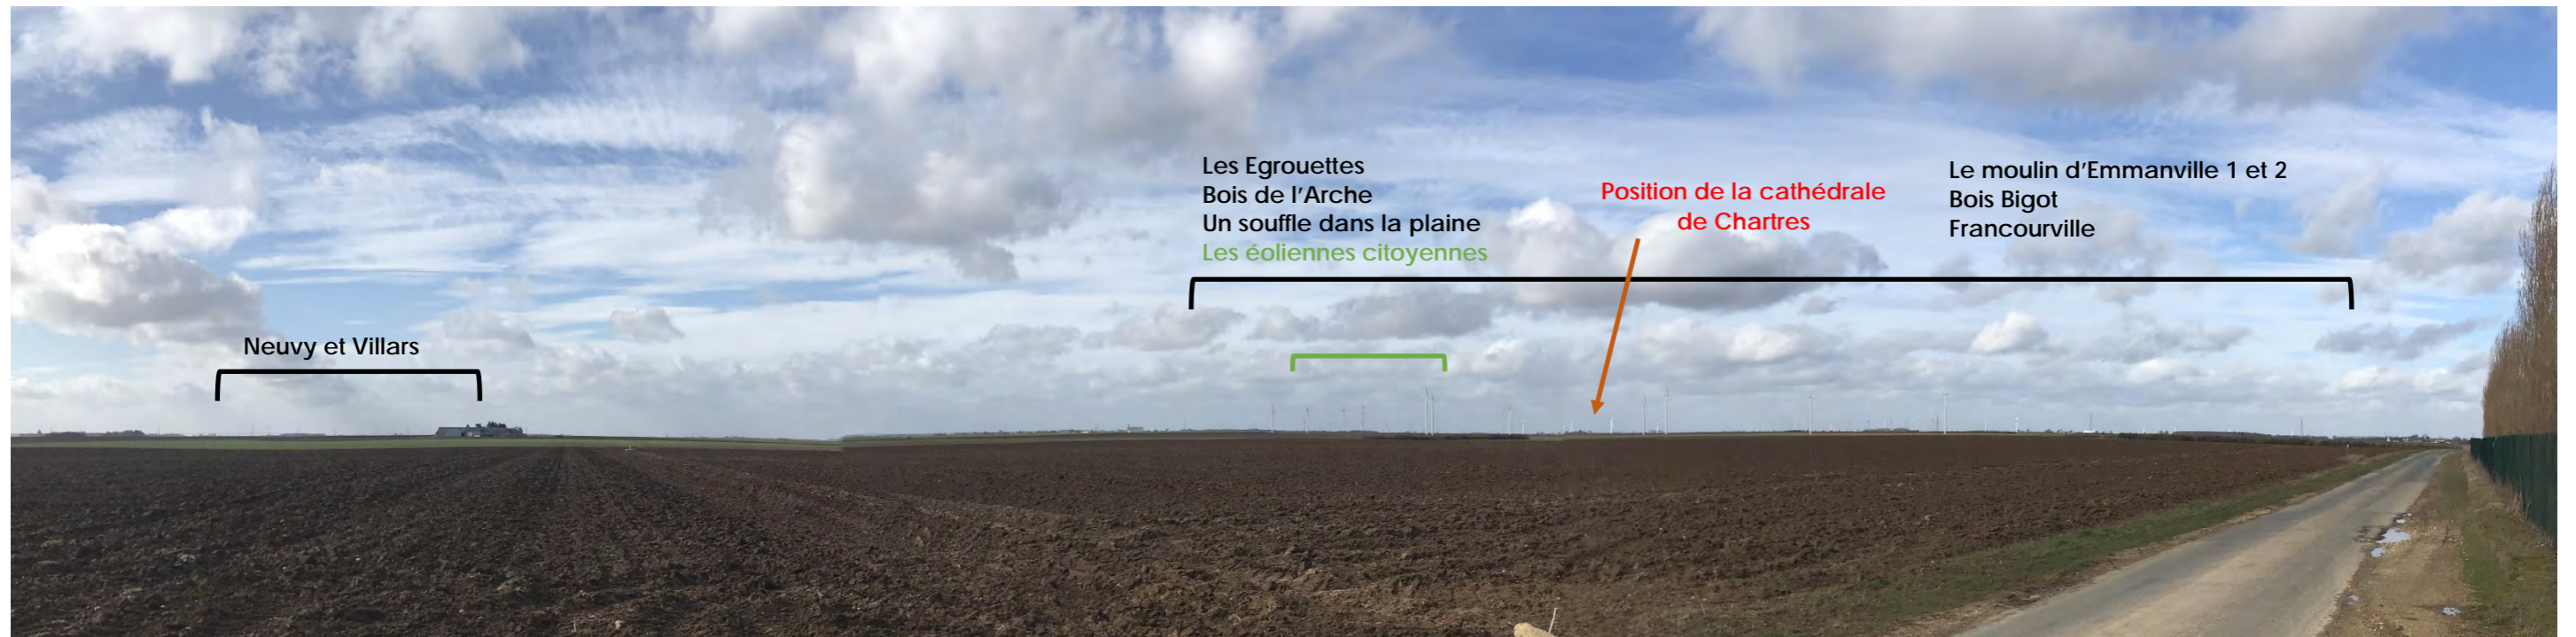 Les Egrouettes
Bois de l'Arche
Un souffle dans la plaine
Les éoliennes citoyennes
Position de la cathédrale
de Chartres
Le moulin d'Emmanville 1 et 2
Bois Bigot
Francourville
Neuvy et Villars